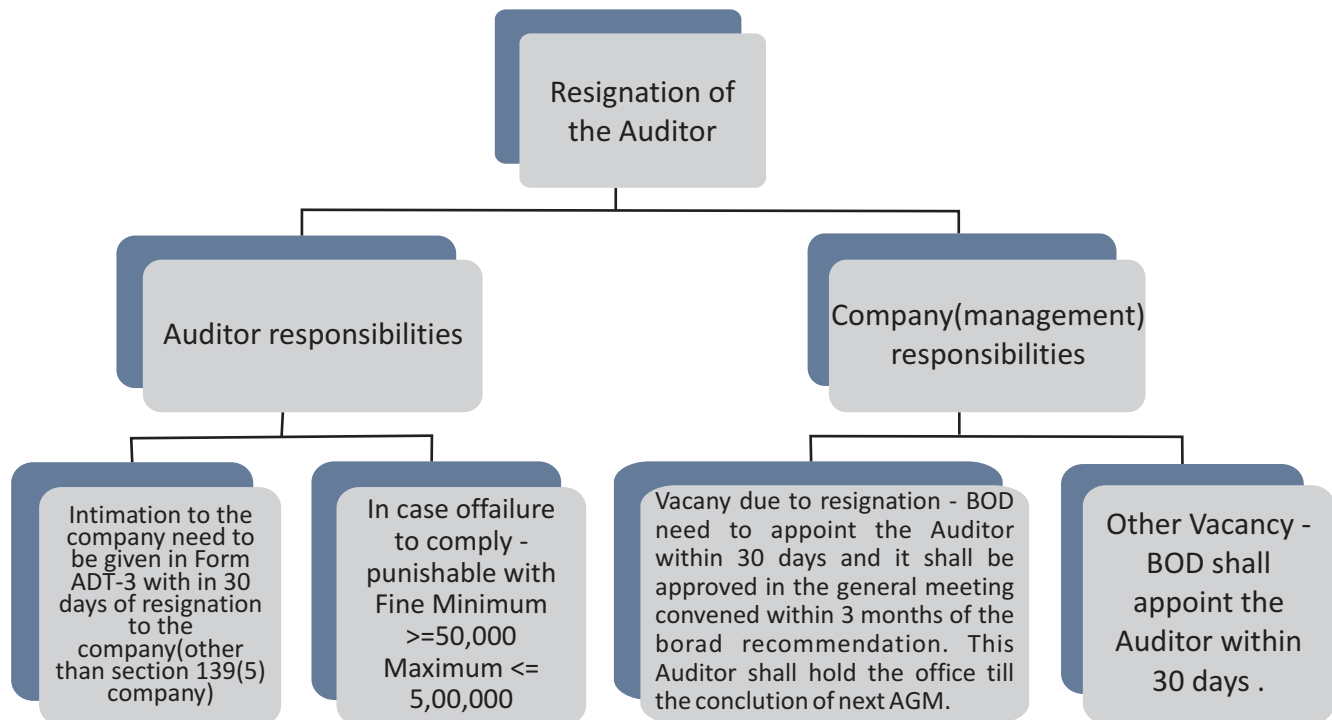 Resignation of
the Auditor
Auditor responsibilities
Company(management)
responsibilities
Intimation to the
company need to
be given in Form
ADT-3 with in 30
days of resignation
to the
company(other
than section 139(5)
company)
In case offailure
to comply -
punishable with
Fine Minimum
>=50,000
Maximum <=
5,00,000
Vacany due to resignation - BOD
need to appoint the Auditor
within 30 days and it shall be
approved in the general meeting
convened within 3 months of the
borad recommendation. This
Auditor shall hold the office till
the conclution of next AGM.
Other Vacancy -
BOD shall
appoint the
Auditor within
30 days .